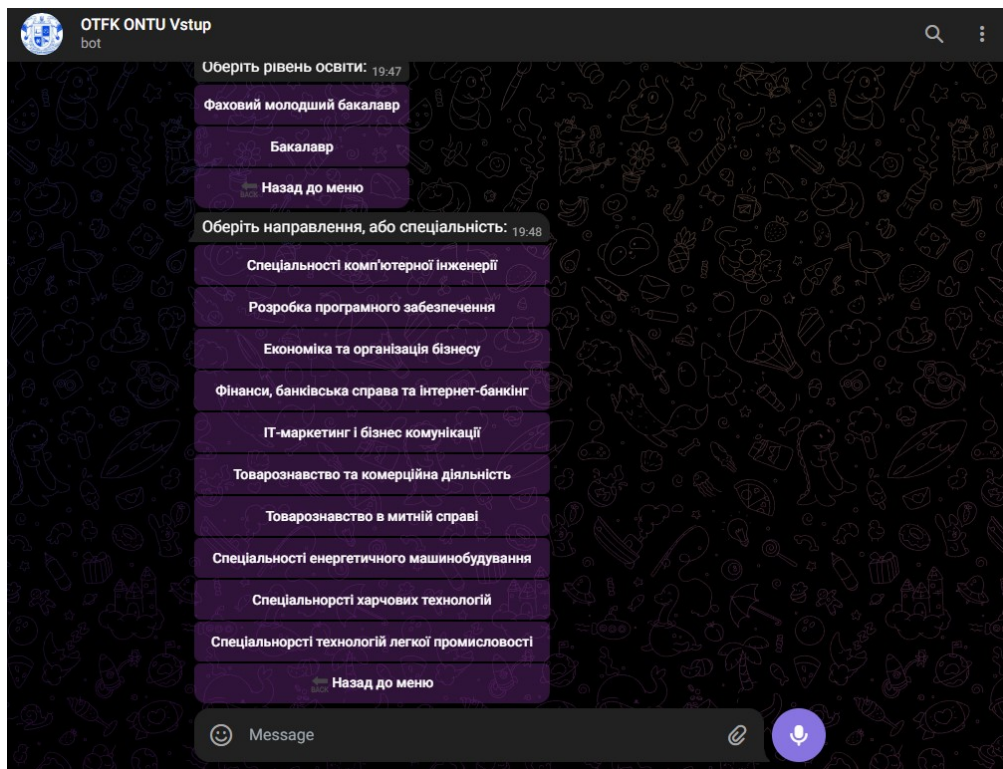 OTFK ONTU Vstup
bot
Оберіть рівень освіти: 19:47
Фаховий молодший бакалавр
Бакалавр
BACK Назад до меню
Оберіть направлення, або спеціальність: 19:48
Спеціальності комп'ютерної інженерії
Розробка програмного забезпечення
Економіка та організація бізнесу
Фінанси, банківська справа та інтернет-банкінг
ІТ-маркетинг і бізнес комунікації
Товарознавство та комерційна діяльність
Товарознавство в митній справі
Спеціальності енергетичного машинобудування
Спеціальнорсті харчових технологій
Спеціальнорсті технологій легкої промисловості
BACK Назад до меню
Message